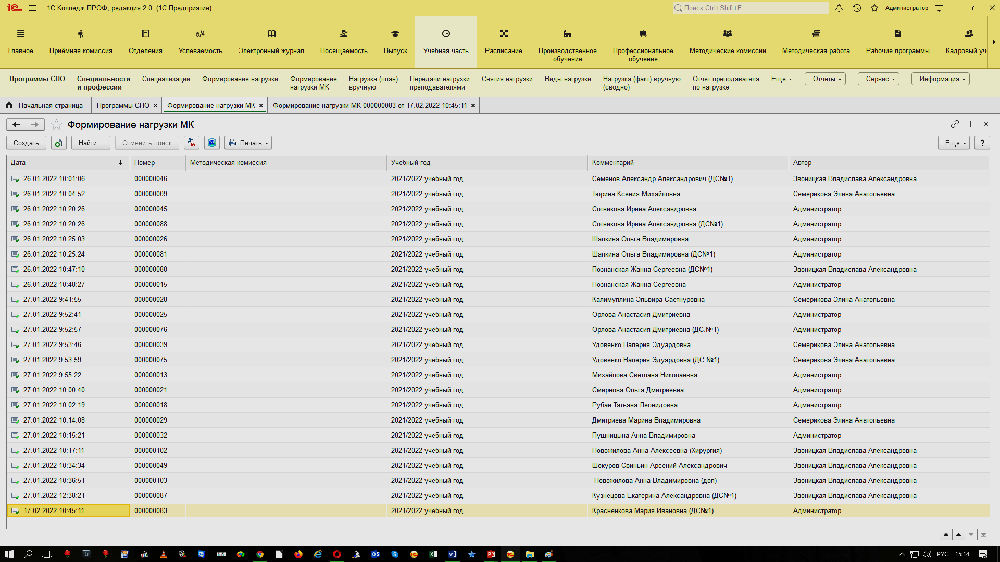 1С Колледж ПРОФ, редакция 2.0 (1С:Предприятие)
Поиск Ctrl+Shift+F
Администратор
Главное
Приёмная комиссия
Отделения
5/4
Успеваемость
Электронный журнал
Посещаемость
Выпуск
Учебная часть
Расписание
Производственное
обучение
Профессиональное
обучение
Методические комиссии
Методическая работа
Рабочие программы
Кадровый уч
Программы СПО
Специальности
и профессии
Специализации
Формирование нагрузки
Формирование
нагрузки МК
Нагрузка (план)
вручную
Передачи нагрузки
преподавателями
Снятия нагрузки
Виды нагрузки
Нагрузка (факт) вручную
(сводно)
Отчет преподавателя
по нагрузке
Еще
Отчеты
Сервис
Информация
Начальная страница
Программы СПО
Формирование нагрузки МК
Формирование нагрузки МК 000000083 от 17.02.2022 10:45:11
Формирование нагрузки МК
Создать
Найти...
Отменить поиск
Дт
Кт
Печать
Еще
?
Дата Номер Методическая комиссия Учебный год Комментарий Автор
26.01.2022 10:01:06 000000046 2021/2022 учебный год Семенов Александр Александрович (ДС№1) Звоницкая Владислава Александровна
26.01.2022 10:04:52 000000009 2021/2022 учебный год Тюрина Ксения Михайловна Семерикова Элина Анатольевна
26.01.2022 10:20:26 000000045 2021/2022 учебный год Сотникова Ирина Александровна Администратор
26.01.2022 10:20:26 000000088 2021/2022 учебный год Сотникова Ирина Александровна (ДС№1) Администратор
26.01.2022 10:25:03 000000026 2021/2022 учебный год Шапкина Ольга Владимировна Администратор
26.01.2022 10:25:24 000000081 2021/2022 учебный год Шапкина Ольга Владимировна (ДС№1) Администратор
26.01.2022 10:47:10 000000080 2021/2022 учебный год Познанская Жанна Сергеевна (ДС№1) Звоницкая Владислава Александровна
26.01.2022 10:48:27 000000015 2021/2022 учебный год Познанская Жанна Сергеевна Администратор
27.01.2022 9:41:55 000000028 2021/2022 учебный год Калимуллина Эльвира Саетнуровна Семерикова Элина Анатольевна
27.01.2022 9:52:41 000000025 2021/2022 учебный год Орлова Анастасия Дмитриевна Администратор
27.01.2022 9:52:57 000000076 2021/2022 учебный год Орлова Анастасия Дмитриевна (ДС.№1) Администратор
27.01.2022 9:53:46 000000039 2021/2022 учебный год Удовенко Валерия Эдуардовна Семерикова Элина Анатольевна
27.01.2022 9:53:59 000000075 2021/2022 учебный год Удовенко Валерия Эдуардовна (ДС.№1) Семерикова Элина Анатольевна
27.01.2022 9:55:22 000000013 2021/2022 учебный год Михайлова Светлана Николаевна Администратор
27.01.2022 10:00:40 000000021 2021/2022 учебный год Смирнова Ольга Дмитриевна Администратор
27.01.2022 10:02:19 000000018 2021/2022 учебный год Рубан Татьяна Леонидовна Администратор
27.01.2022 10:14:08 000000029 2021/2022 учебный год Дмитриева Марина Владимировна Семерикова Элина Анатольевна
27.01.2022 10:15:21 000000032 2021/2022 учебный год Пушницына Анна Владимировна Администратор
27.01.2022 10:17:11 000000102 2021/2022 учебный год Новожилова Анна Алексеевна (Хирургия) Звоницкая Владислава Александровна
27.01.2022 10:34:34 000000049 2021/2022 учебный год Шокуров-Свиньин Арсений Александрович Звоницкая Владислава Александровна
27.01.2022 10:36:51 000000103 2021/2022 учебный год Новожилова Анна Владимировна (доп) Звоницкая Владислава Александровна
27.01.2022 12:38:21 000000087 2021/2022 учебный год Кузнецова Екатерина Александровна (ДС№1) Звоницкая Владислава Александровна
17.02.2022 10:45:11 000000083 2021/2022 учебный год Красненкова Мария Ивановна (ДС№1) Администратор
РУС
15:14